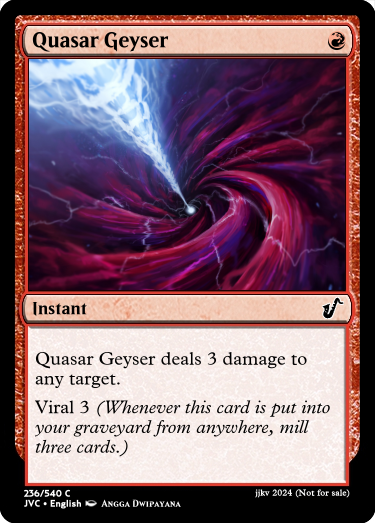 Quasar Geyser
Instant
Quasar Geyser deals 3 damage to
any target.
Viral 3 (Whenever this card is put into
your graveyard from anywhere, mill
three cards.)
236/540 C
JVC • English Angga Dwipayana
jjkv 2024 (Not for sale)